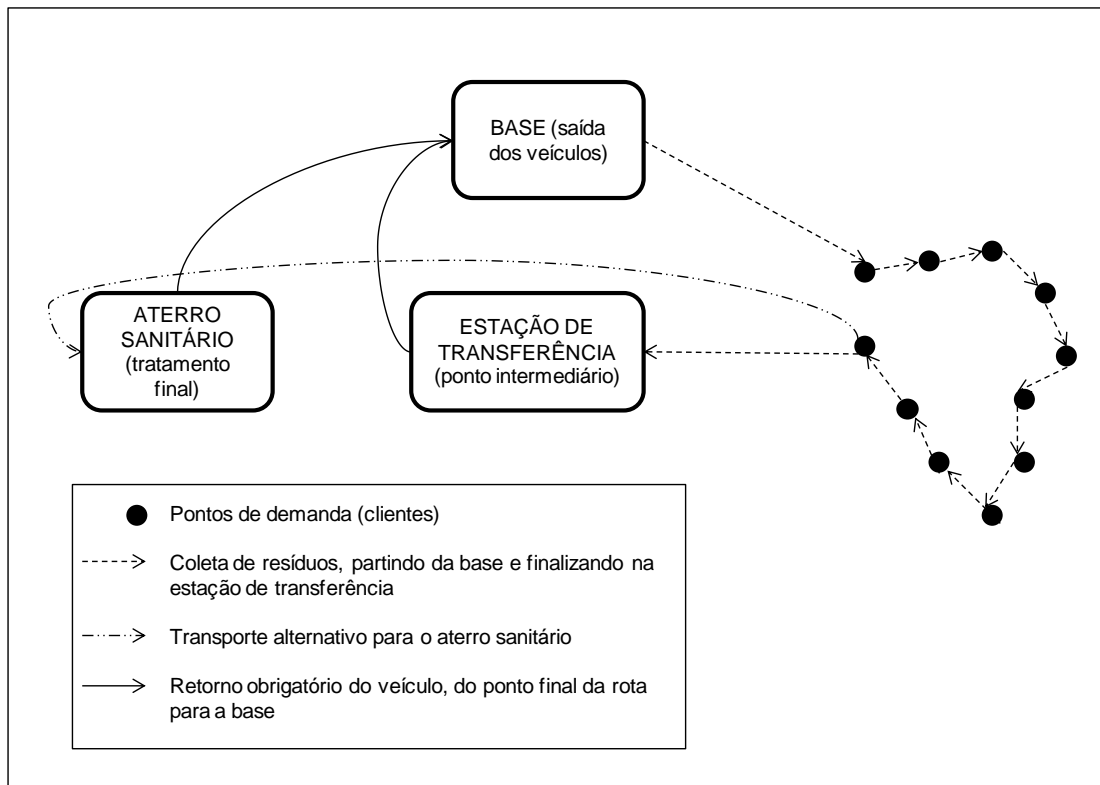 BASE (saída
dos veículos)
ATERRO
SANITÁRIO
(tratamento
final)
ESTAÇÃO DE
TRANSFERÊNCIA
(ponto intermediário)
Pontos de demanda (clientes)
Coleta de resíduos, partindo da base e finalizando na
estação de transferência
Transporte alternativo para o aterro sanitário
Retorno obrigatório do veículo, do ponto final da rota
para a base